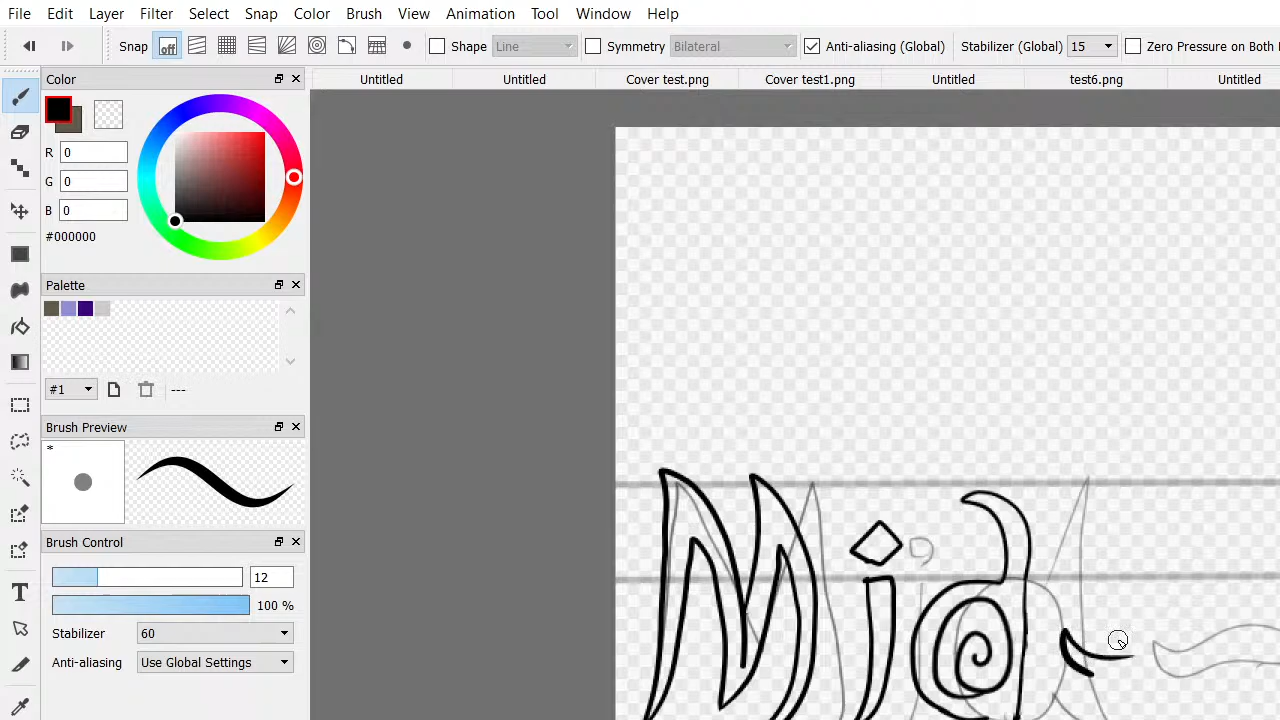 File Edit Layer Filter Select Snap Color Brush View Animation Tool Window Help
Snap off Shape Line Symmetry Bilateral Anti-aliasing (Global) Stabilizer (Global) 15 Zero Pressure on Both
Untitled Untitled Cover test.png Cover test1.png Untitled test6.png Untitled
Color
R 0
G 0
B 0
#000000
Palette
#1 ---
Brush Preview
*
Brush Control
12
100 %
Stabilizer 60
Anti-aliasing Use Global Settings
T
Mid